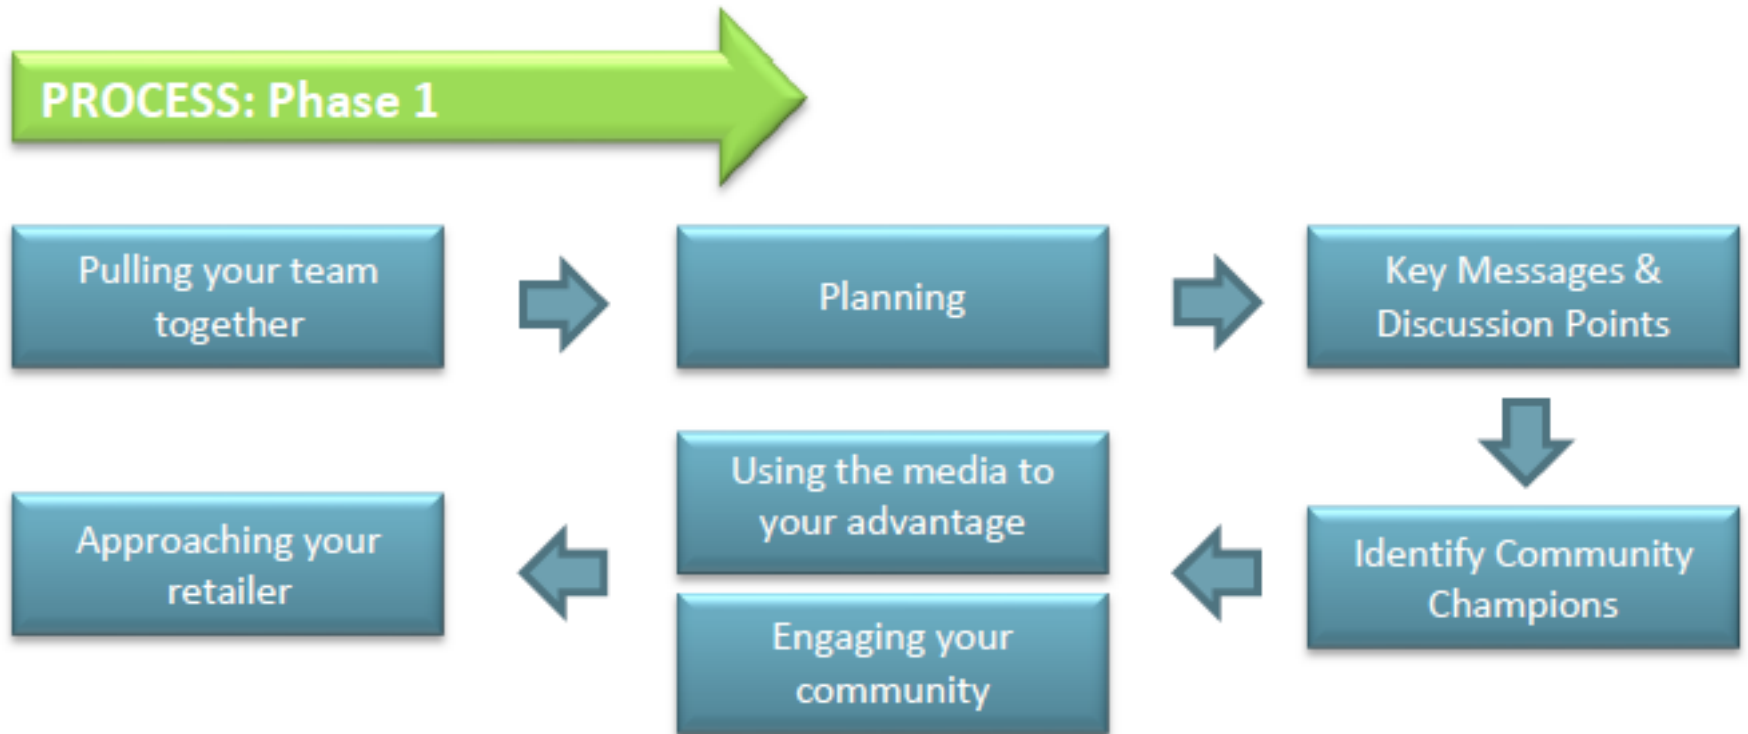 PROCESS: Phase 1
Pulling your team
together
Planning
Key Messages &
Discussion Points
Identify Community
Champions
Using the media to
your advantage
Engaging your
community
Approaching your
retailer